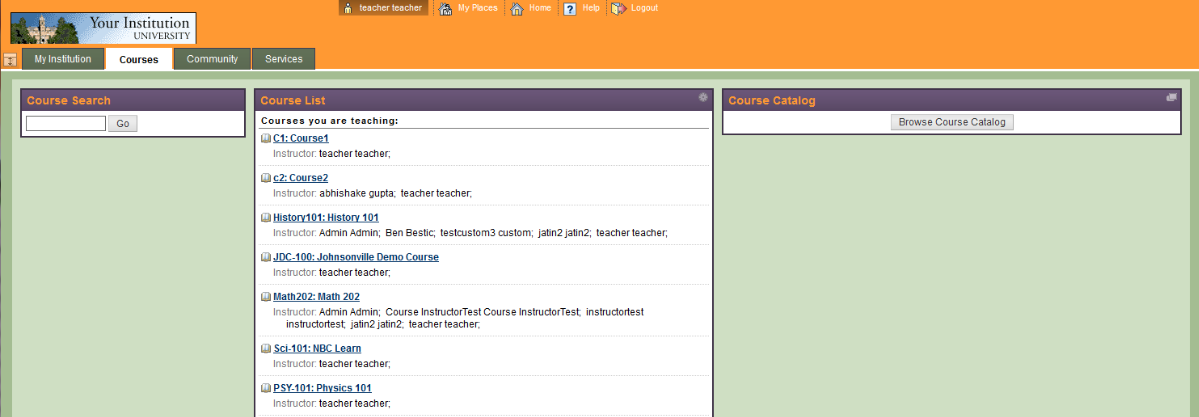 teacher teacher My Places Home Help Logout
Your Institution
UNIVERSITY
My Institution Courses Community Services
Course Search
Go
Course List
Courses you are teaching:
C1: Course1
Instructor: teacher teacher;
c2: Course2
Instructor: abhishake gupta; teacher teacher;
History101: History 101
Instructor: Admin Admin; Ben Bestic; testcustom3 custom; jatin2 jatin2; teacher teacher;
JDC-100: Johnsonville Demo Course
Instructor: teacher teacher;
Math202: Math 202
Instructor: Admin Admin; Course InstructorTest Course InstructorTest; instructortest
instructortest; jatin2 jatin2; teacher teacher;
Sci-101: NBC Learn
Instructor: teacher teacher;
PSY-101: Physics 101
Instructor: teacher teacher;
Course Catalog
Browse Course Catalog